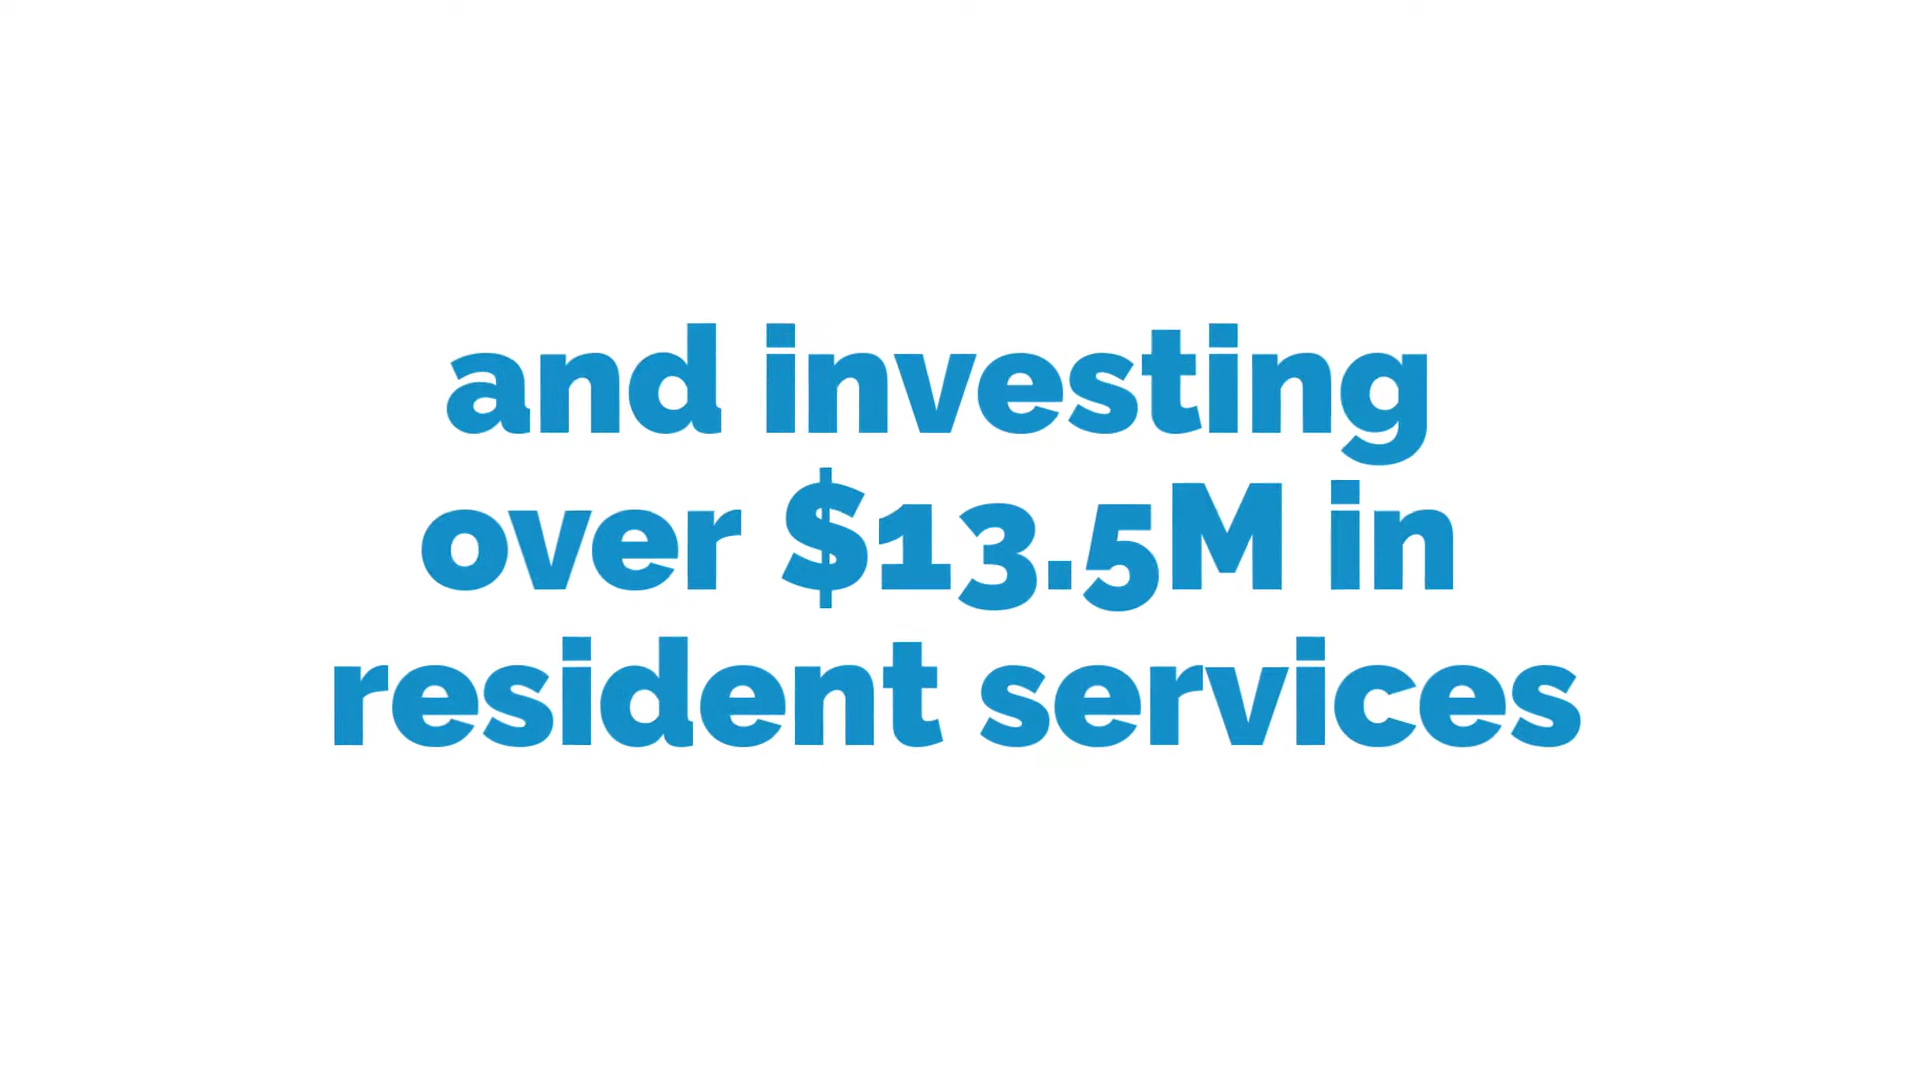 and investing
over $13.5M in
resident services